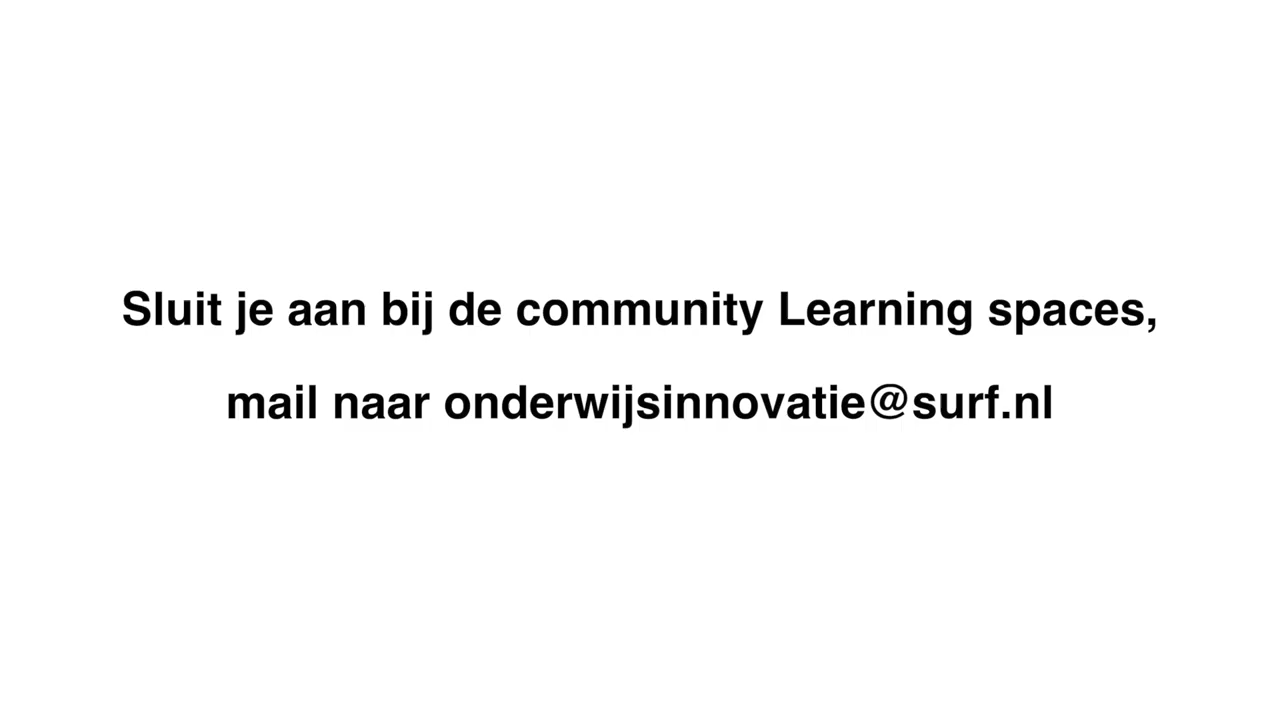 Sluit je aan bij de community Learning spaces,
mail naar onderwijsinnovatie@surf.nl